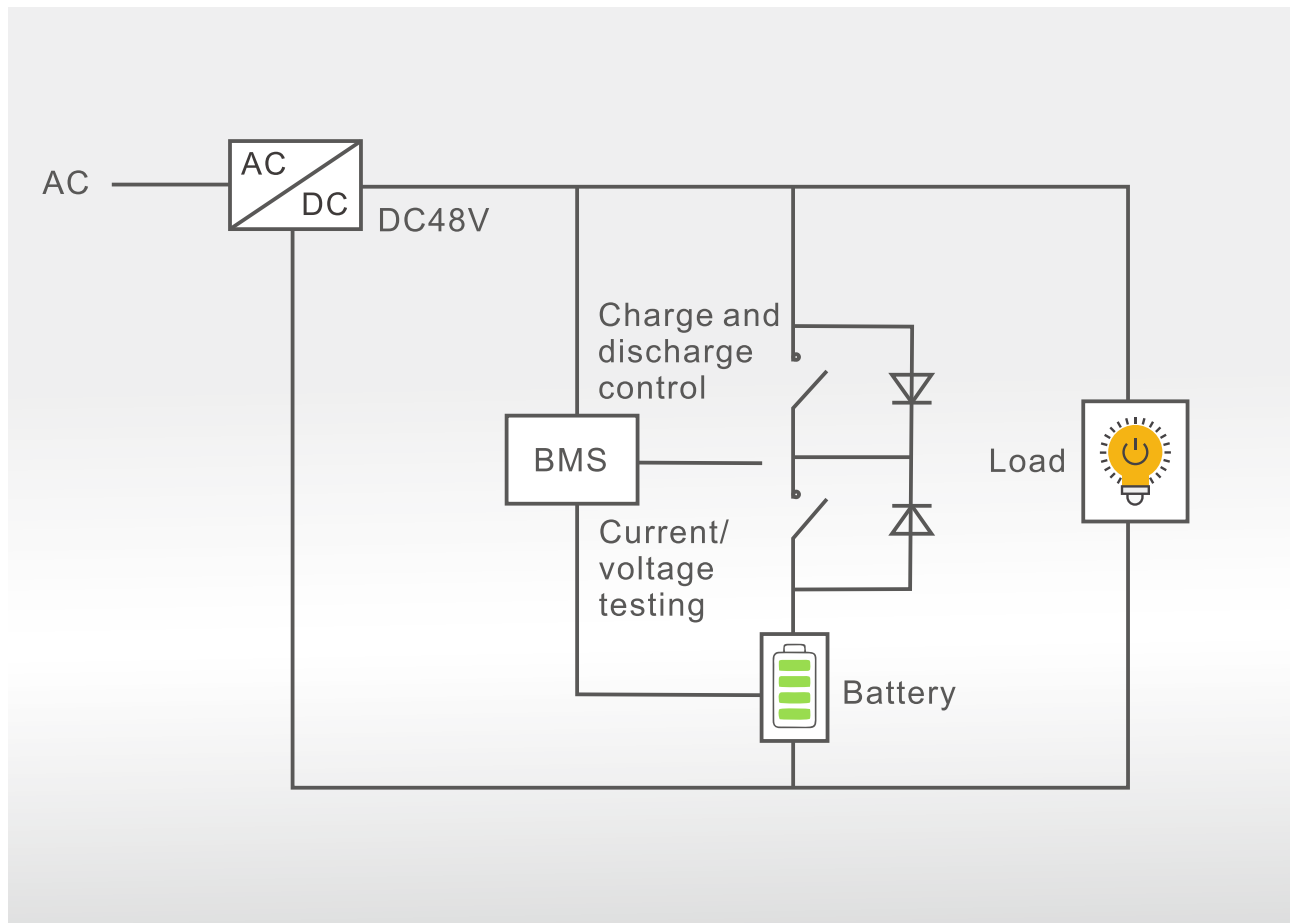 AC
AC
DC
DC48V
Charge and
discharge
control
BMS
Load
Current/
voltage
testing
Battery